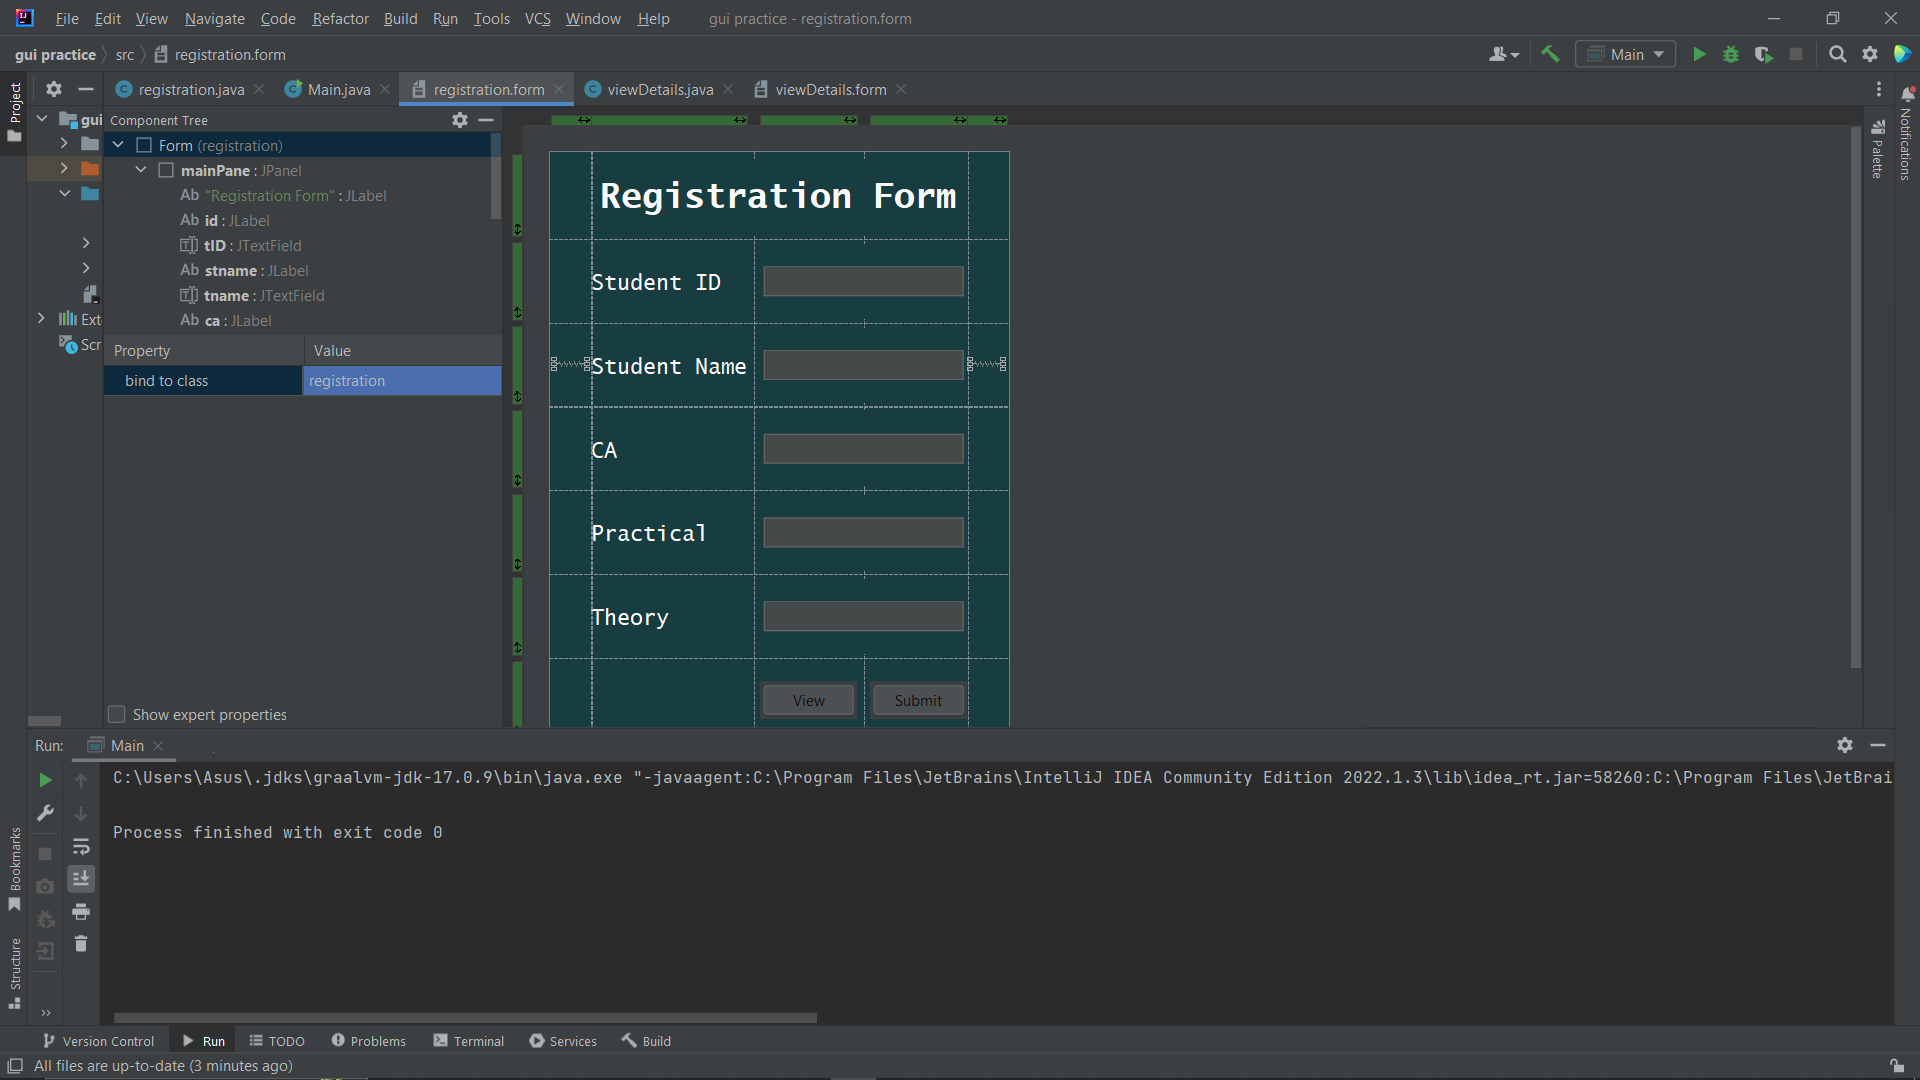 File Edit View Navigate Code Refactor Build Run Tools VCS Window Help gui practice - registration.form
gui practice src registration.form Main
registration.java Main.java registration.form viewDetails.java viewDetails.form
Project
gui
Ext
Scr
Component Tree
Form (registration)
mainPane : JPanel
Ab "Registration Form" : JLabel
Ab id : JLabel
tID : JTextField
Ab stname : JLabel
tname : JTextField
Ab ca : JLabel
Property Value
bind to class registration
Show expert properties
Registration Form
Student ID
Student Name
CA
Practical
Theory
View Submit
Palette
Notifications
Run: Main
C:\Users\Asus\.jdks\graalvm-jdk-17.0.9\bin\java.exe "-javaagent:C:\Program Files\JetBrains\IntelliJ IDEA Community Edition 2022.1.3\lib\idea_rt.jar=58260:C:\Program Files\JetBrai
Process finished with exit code 0
Bookmarks
Structure
Version Control Run TODO Problems Terminal Services Build
All files are up-to-date (3 minutes ago)